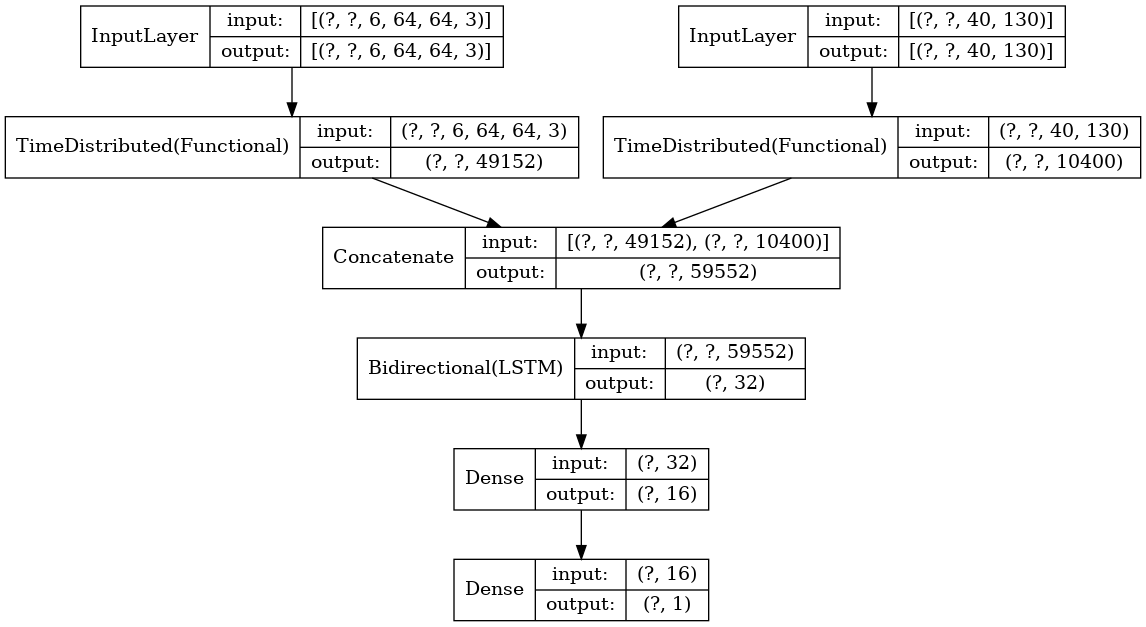 InputLayer input: [(?, ?, 6, 64, 64, 3)]
output: [(?, ?, 6, 64, 64, 3)]
InputLayer input: [(?, ?, 40, 130)]
output: [(?, ?, 40, 130)]
TimeDistributed(Functional) input: (?, ?, 6, 64, 64, 3)
output: (?, ?, 49152)
TimeDistributed(Functional) input: (?, ?, 40, 130)
output: (?, ?, 10400)
Concatenate input: [(?, ?, 49152), (?, ?, 10400)]
output: (?, ?, 59552)
Bidirectional(LSTM) input: (?, ?, 59552)
output: (?, 32)
Dense input: (?, 32)
output: (?, 16)
Dense input: (?, 16)
output: (?, 1)